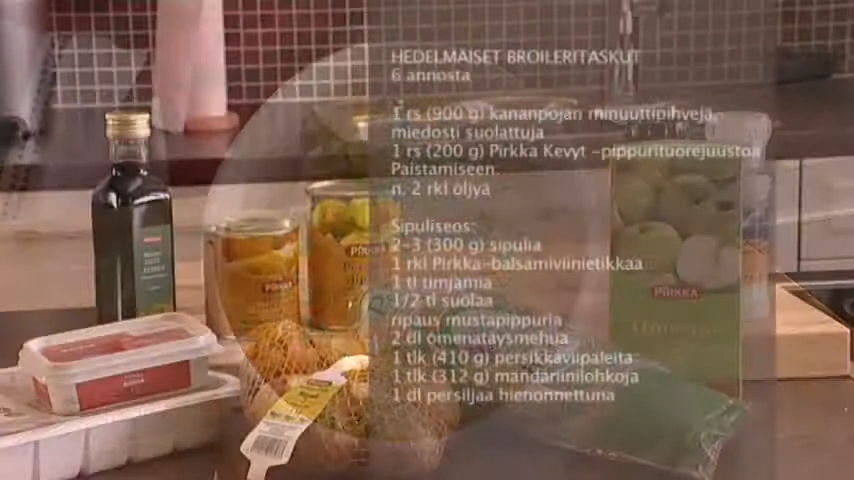 HEDELMÄISET BROILERITASKUT
6 annosta
1 rs (900 g) kananpojan minuuttipihvejä,
miedosti suolattuja
1 rs (200 g) Pirkka Kevyt -pippurituorejuustoa
Paistamiseen:
n. 2 rkl öljyä
Sipuliseos:
2-3 (300 g) sipulia
1 rkl Pirkka-balsamiviinietikkaa
1 tl timjamia
1/2 tl suolaa
ripaus mustapippuria
2 dl omenatäysmehua
1 tlk (410 g) persikkaviipaleita
1 tlk (312 g) mandariinilohkoja
1 dl persiljaa hienonnettuna
PIRKKA
PIRKKA
PIRKKA